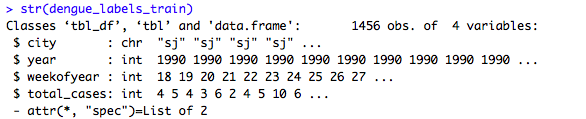 > str(dengue_labels_train)
Classes ‘tbl_df’, ‘tbl’ and 'data.frame':	1456 obs. of  4 variables:
 $ city       : chr  "sj" "sj" "sj" "sj" ...
 $ year       : int  1990 1990 1990 1990 1990 1990 1990 1990 1990 1990 ...
 $ weekofyear : int  18 19 20 21 22 23 24 25 26 27 ...
 $ total_cases: int  4 5 4 3 6 2 4 5 10 6 ...
 - attr(*, "spec")=List of 2